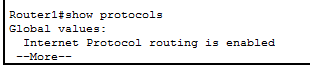 Router1#show protocols
Global values:
Internet Protocol routing is enabled
--More--